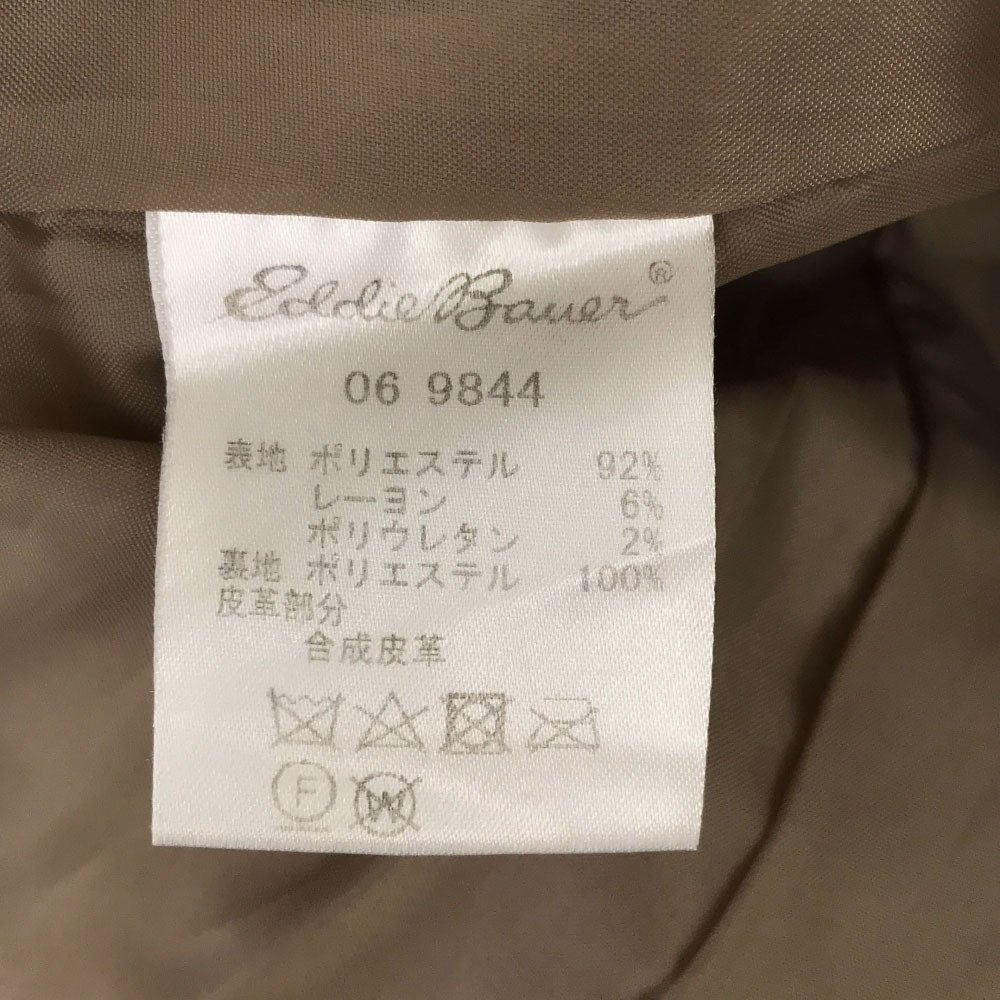 Eddie Bauer®
06 9844
表地 ポリエステル 92%
レーヨン 6%
ポリウレタン 2%
裏地 ポリエステル 100%
皮革部分
合成皮革
F
W